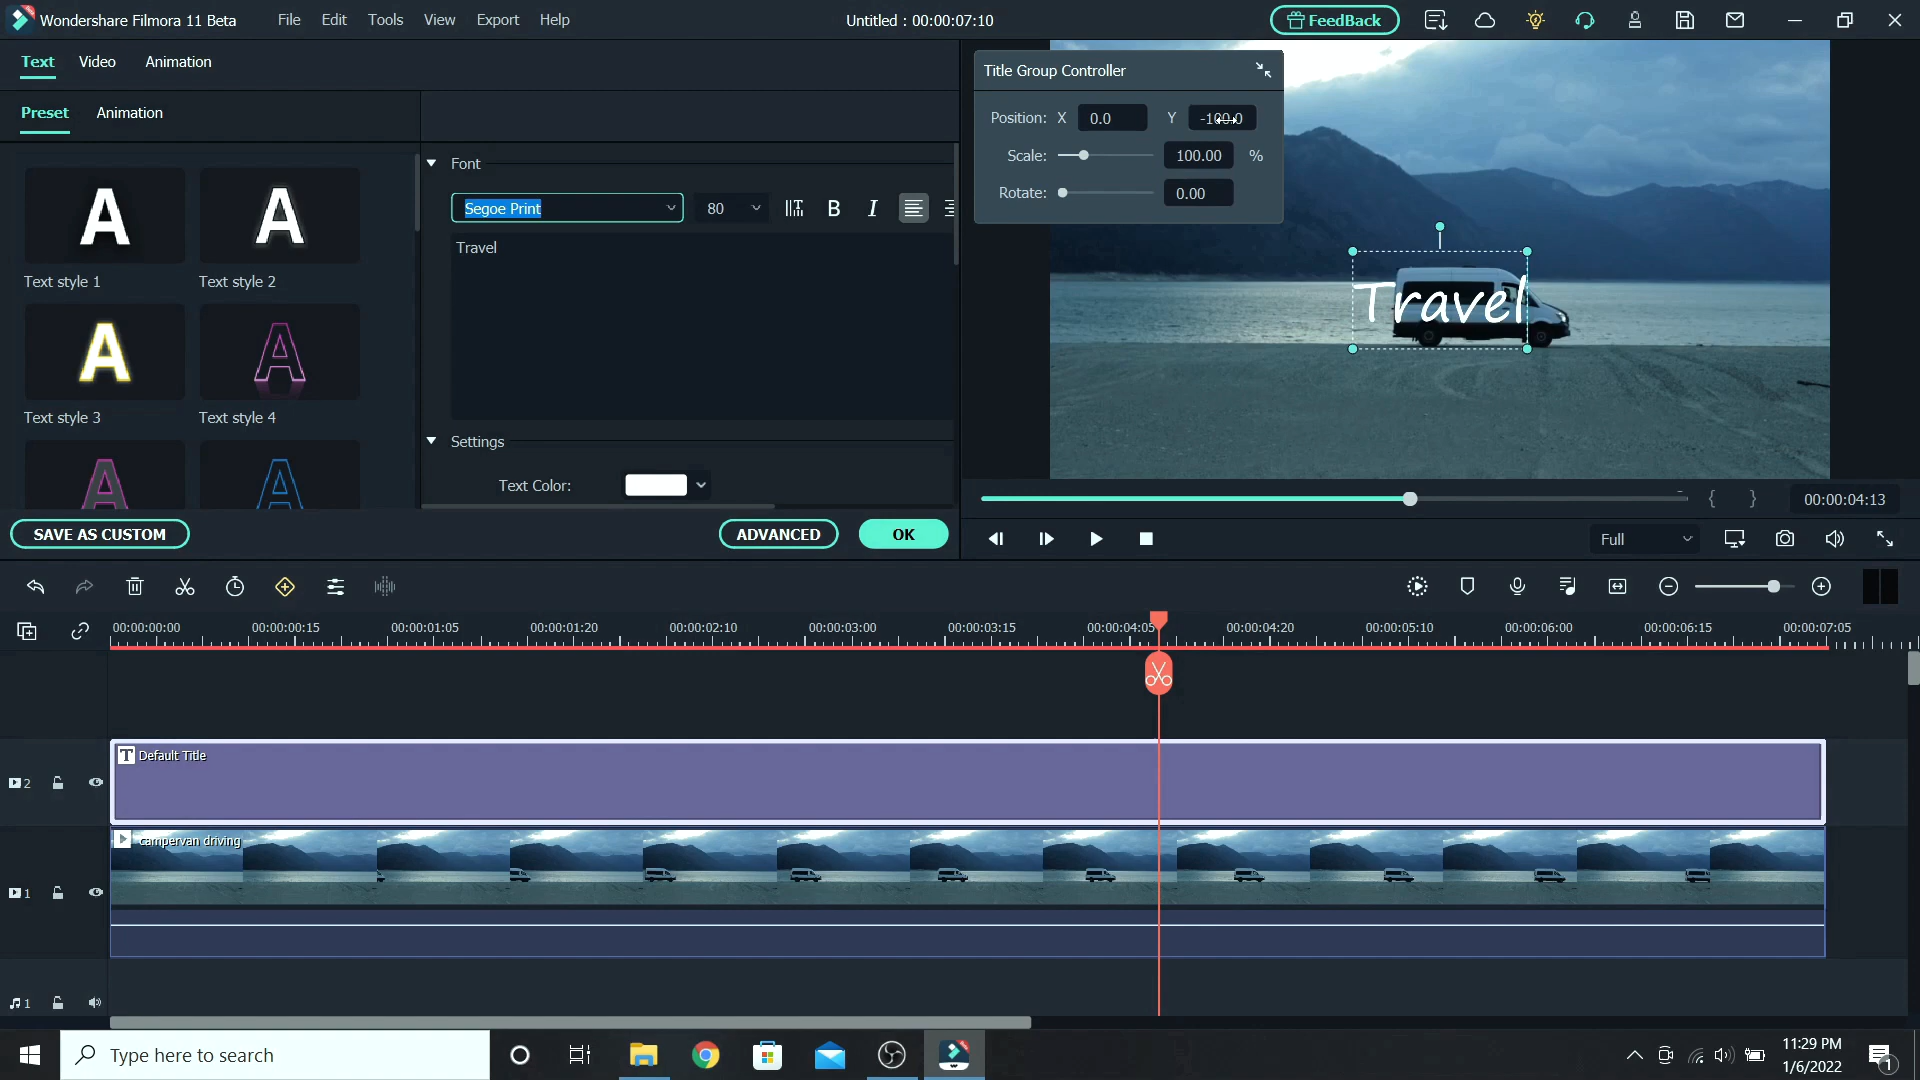 Wondershare Filmora 11 Beta
File Edit Tools View Export Help
Untitled : 00:00:07:10
FeedBack
Text Video Animation
Preset Animation
Text style 1
Text style 2
Text style 3
Text style 4
Font
Segoe Print
80
B I
Travel
Settings
Text Color:
SAVE AS CUSTOM
ADVANCED
OK
Title Group Controller
Position: X 0.0 Y -100.0
Scale: 100.00 %
Rotate: 0.00
Travel
00:00:04:13
Full
00:00:00:00 00:00:00:15 00:00:01:05 00:00:01:20 00:00:02:10 00:00:03:00 00:00:03:15 00:00:04:05 00:00:04:20 00:00:05:10 00:00:06:00 00:00:06:15 00:00:07:05
T Default Title
2
campervan driving
1
1
Type here to search
11:29 PM
1/6/2022
1